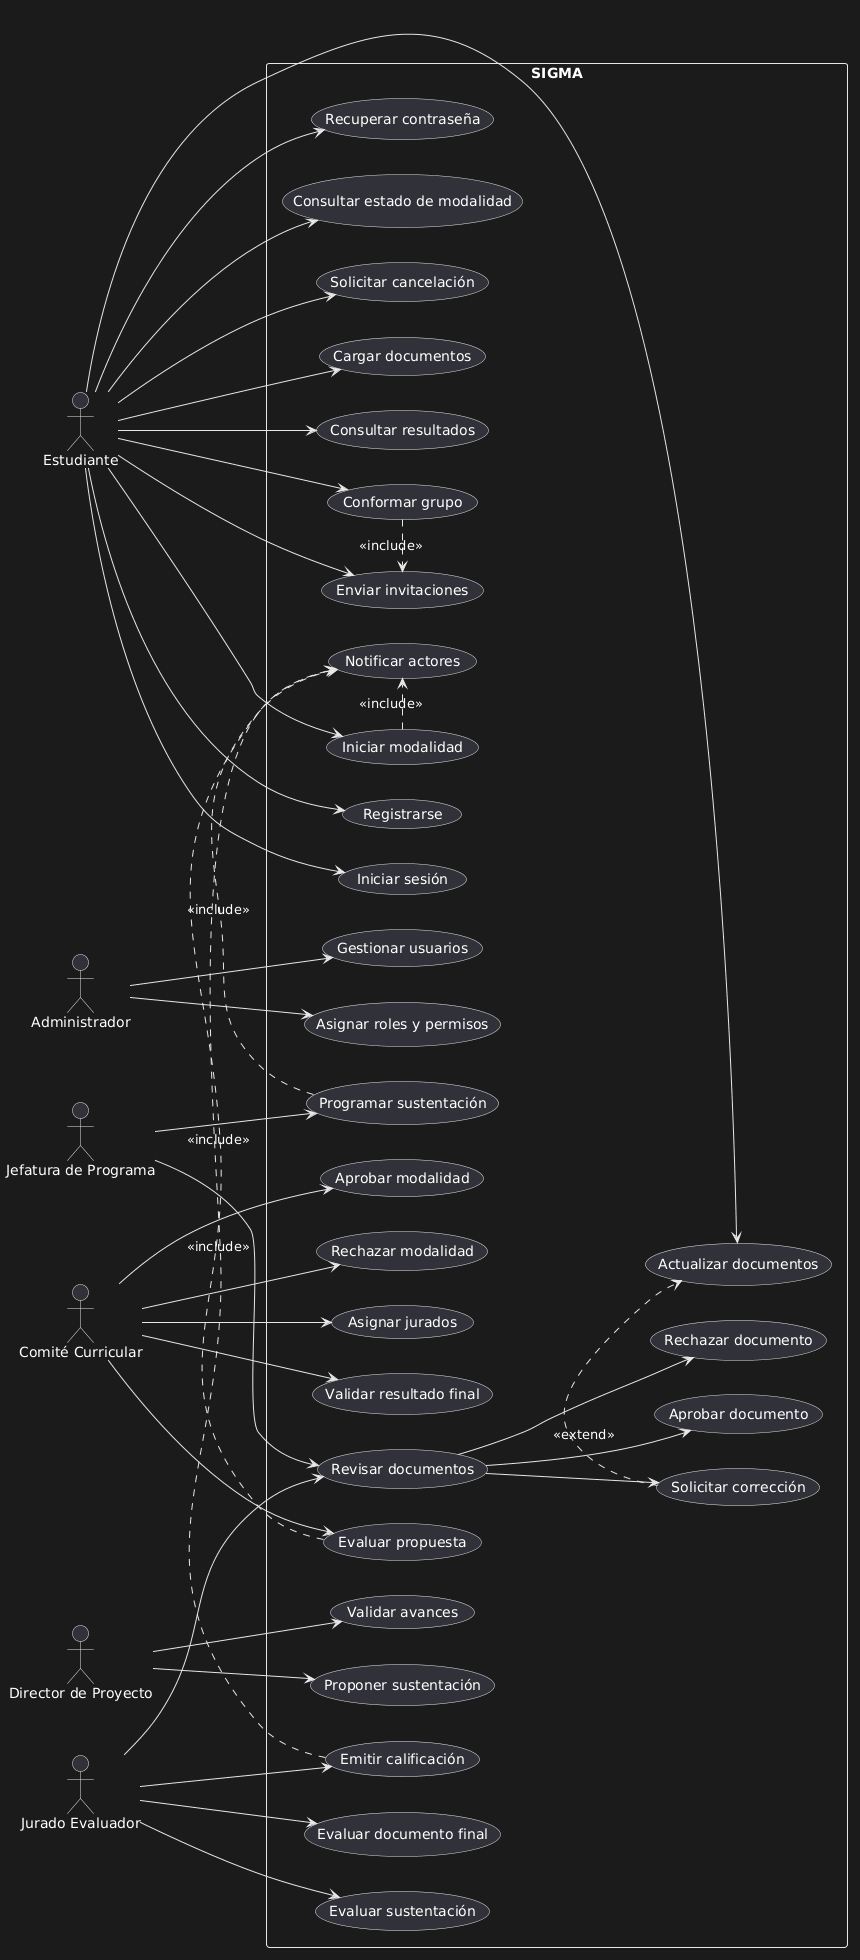 SIGMA
Recuperar contraseña
Consultar estado de modalidad
Solicitar cancelación
Cargar documentos
Consultar resultados
Estudiante
Conformar grupo
«include»
Enviar invitaciones
Notificar actores
«include»
Iniciar modalidad
Registrarse
Iniciar sesión
«include»
Gestionar usuarios
Administrador
Asignar roles y permisos
Programar sustentación
«include»
Jefatura de Programa
Aprobar modalidad
«include»
Rechazar modalidad
Actualizar documentos
Asignar jurados
Rechazar documento
Comité Curricular
Validar resultado final
Aprobar documento
«extend»
Revisar documentos
Solicitar corrección
Evaluar propuesta
Validar avances
Proponer sustentación
Director de Proyecto
Emitir calificación
Jurado Evaluador
Evaluar documento final
Evaluar sustentación